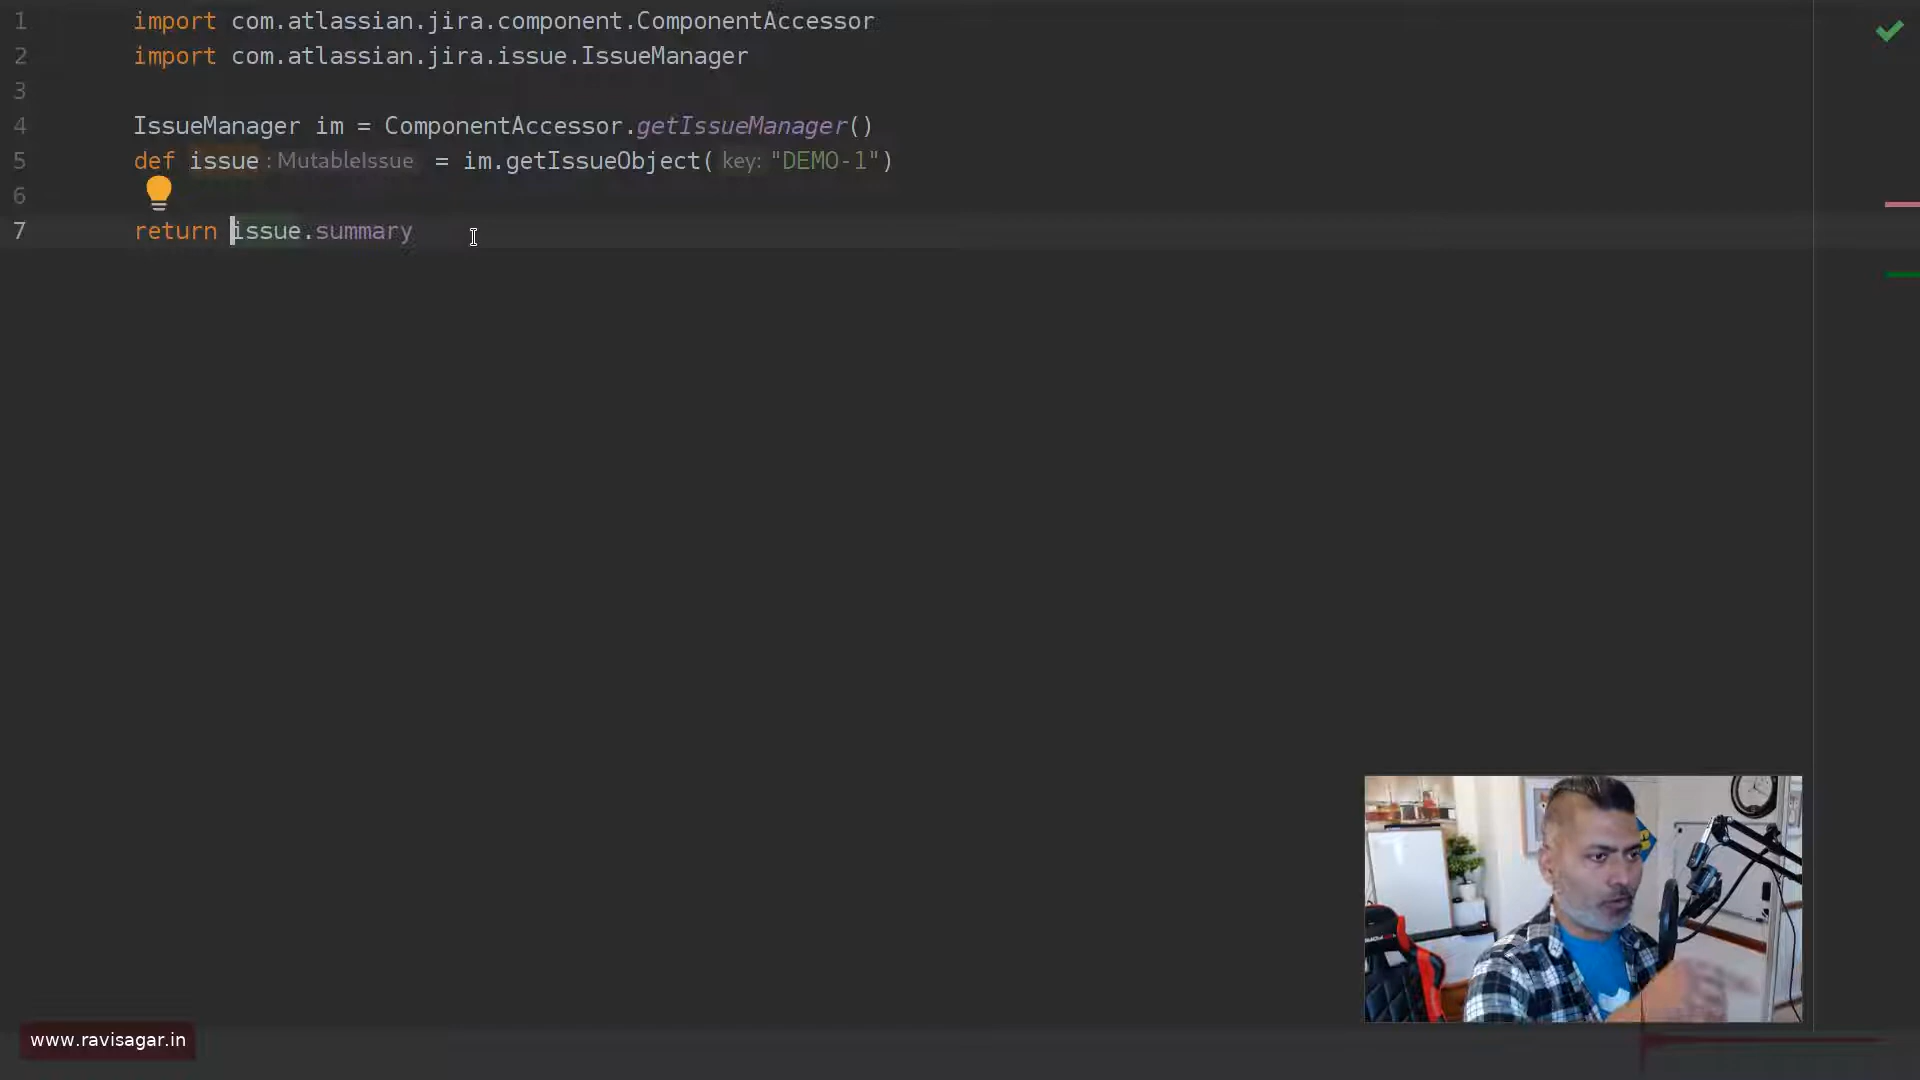 1 import com.atlassian.jira.component.ComponentAccessor
2 import com.atlassian.jira.issue.IssueManager
3
4 IssueManager im = ComponentAccessor.getIssueManager()
5 def issue : MutableIssue = im.getIssueObject( key: "DEMO-1")
6
7 return issue.summary
www.ravisagar.in